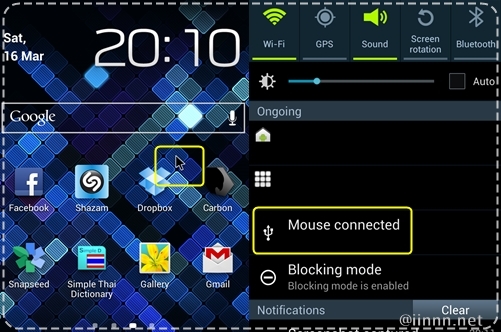 Sat,
16 Mar
20:10
Google
Facebook
Shazam
Dropbox
Carbon
Snapseed
Simple Thai
Dictionary
Gallery
Gmail
Wi-Fi
GPS
Sound
Screen
rotation
Bluetooth
Auto
Ongoing
Mouse connected
Blocking mode
Blocking mode is enabled
Notifications
Clear
@iinnn.net